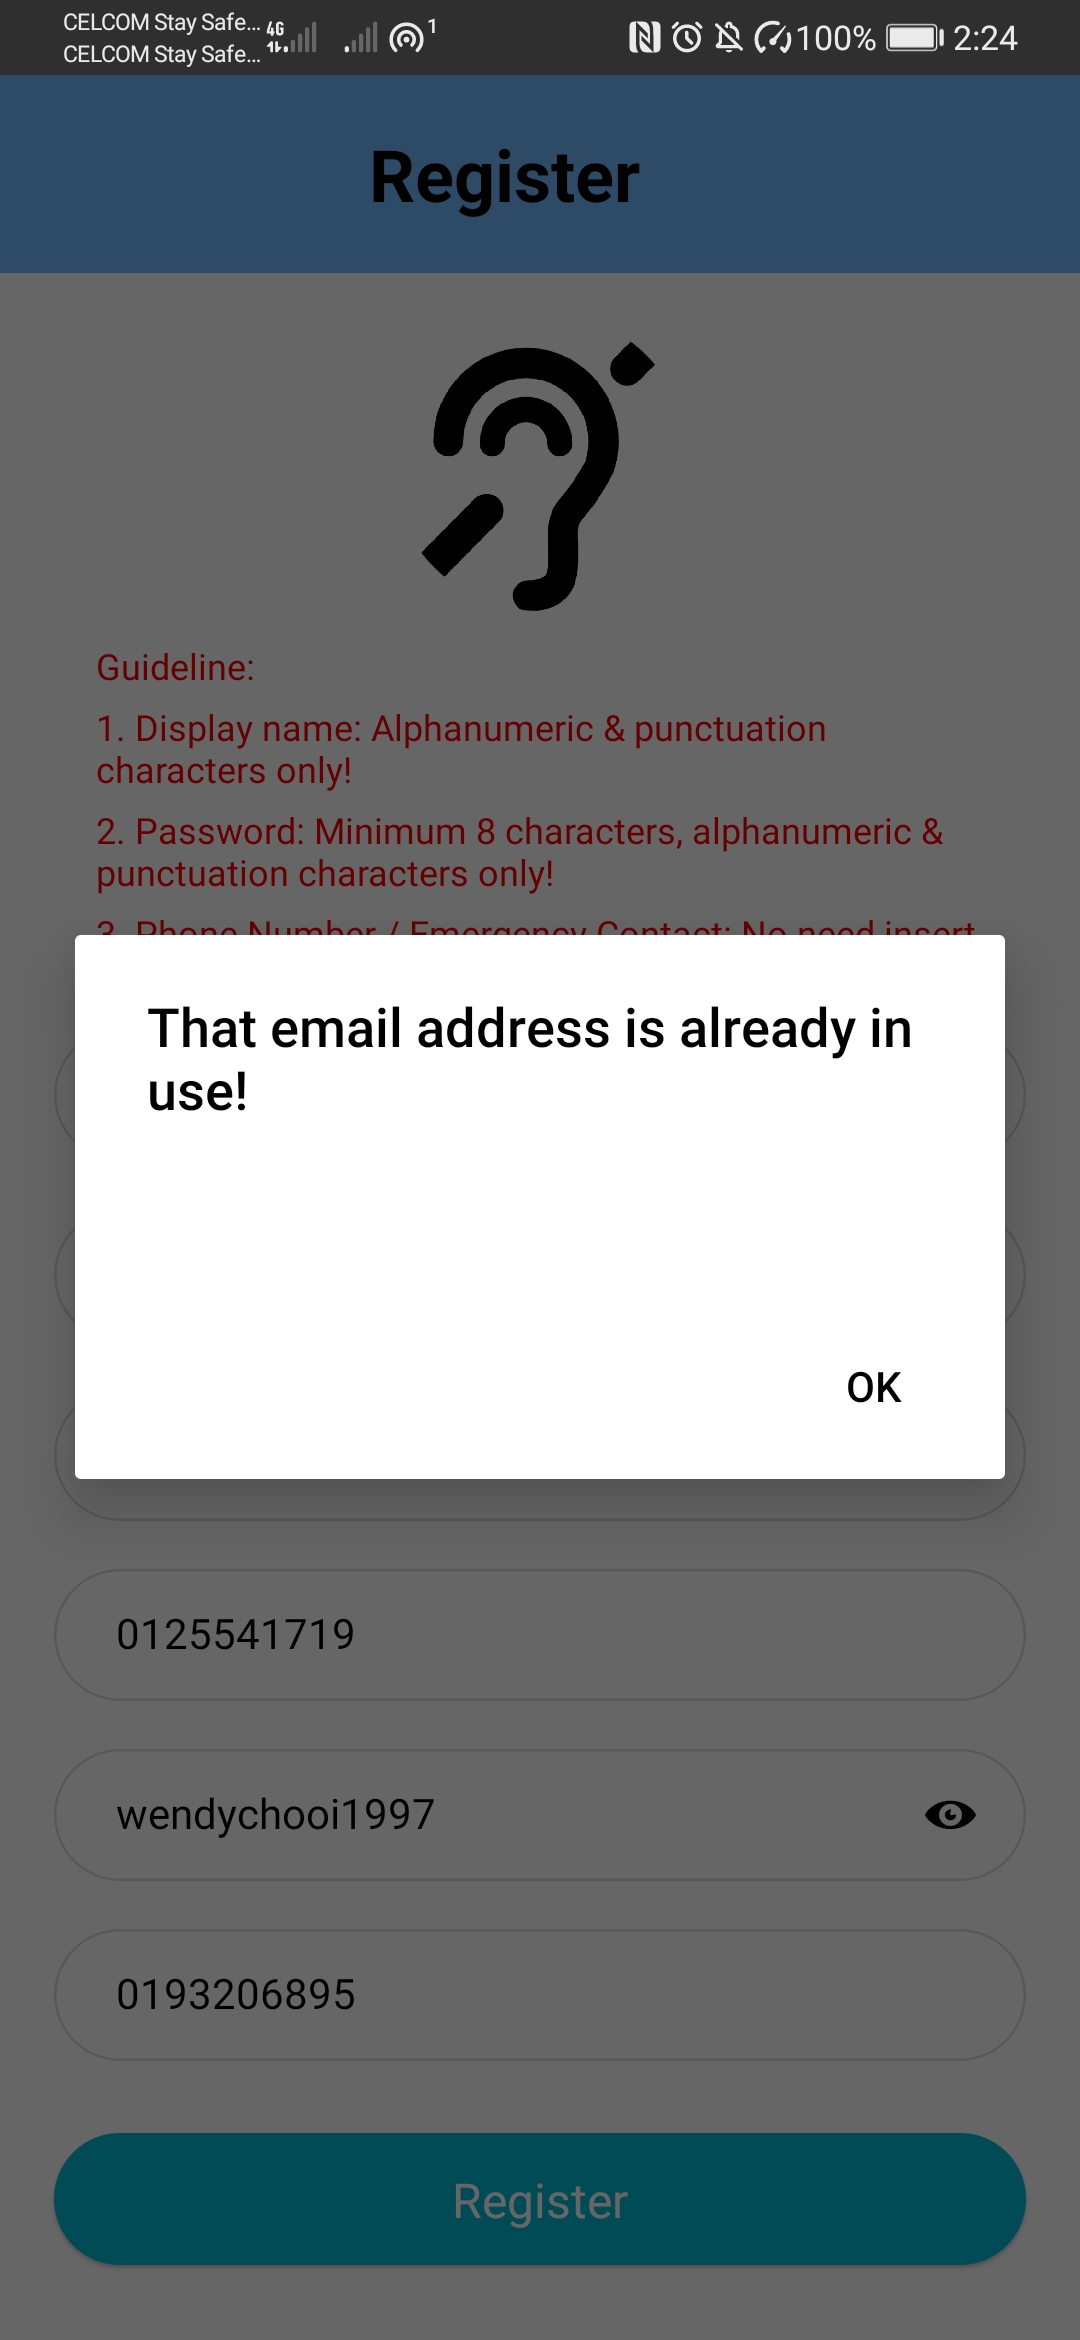 CELCOM Stay Safe...
CELCOM Stay Safe...
4G
1
100%
2:24
Register
Guideline:
1. Display name: Alphanumeric & punctuation
characters only!
2. Password: Minimum 8 characters, alphanumeric &
punctuation characters only!
3. Phone Number / Emergency Contact: No need insert
That email address is already in
use!
OK
0125541719
wendychooi1997
0193206895
Register